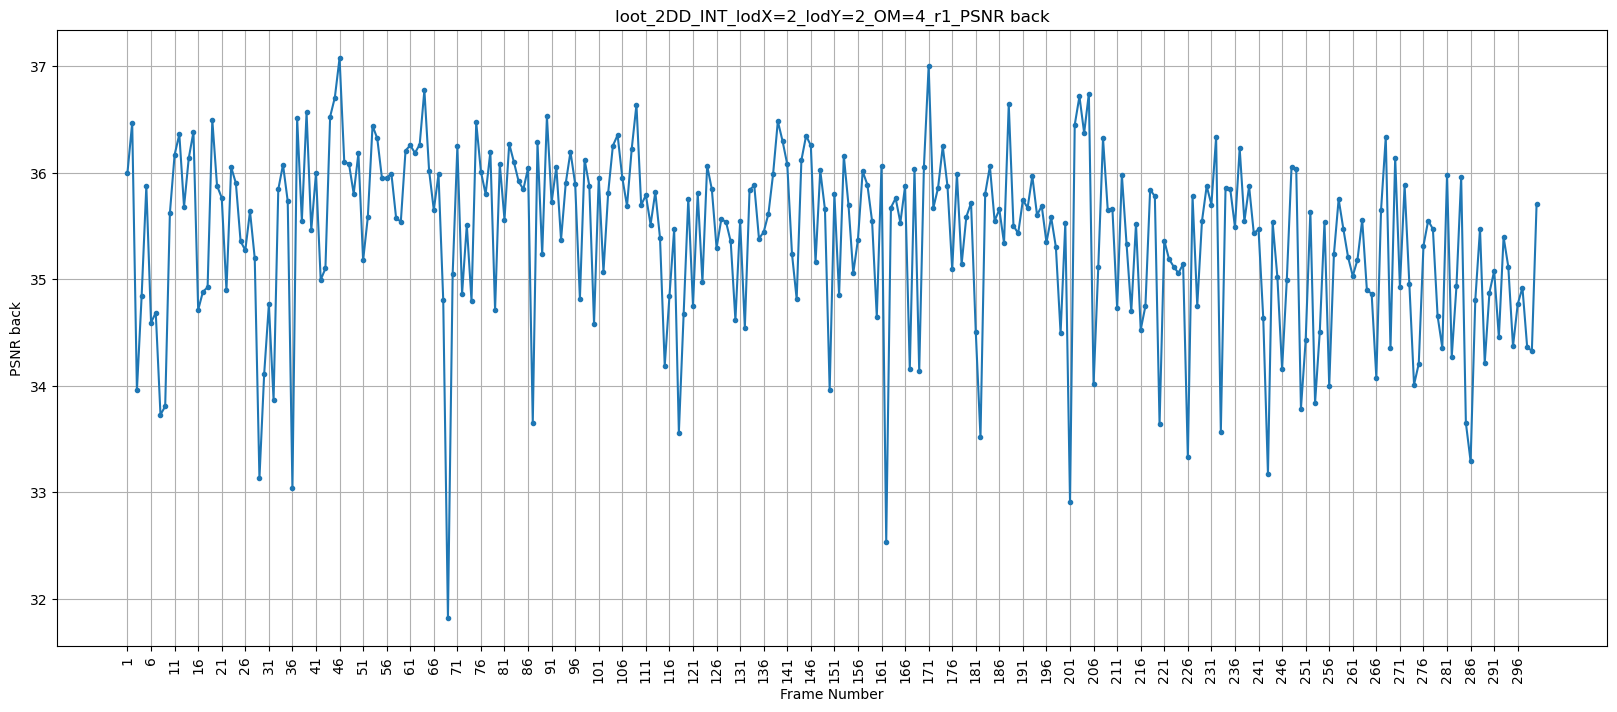 loot_2DD_INT_lodX=2_lodY=2_OM=4_r1_PSNR back
PSNR back
37
36
35
34
33
32
1 6 11 16 21 26 31 36 41 46 51 56 61 66 71 76 81 86 91 96 101 106 111 116 121 126 131 136 141 146 151 156 161 166 171 176 181 186 191 196 201 206 211 216 221 226 231 236 241 246 251 256 261 266 271 276 281 286 291 296
Frame Number